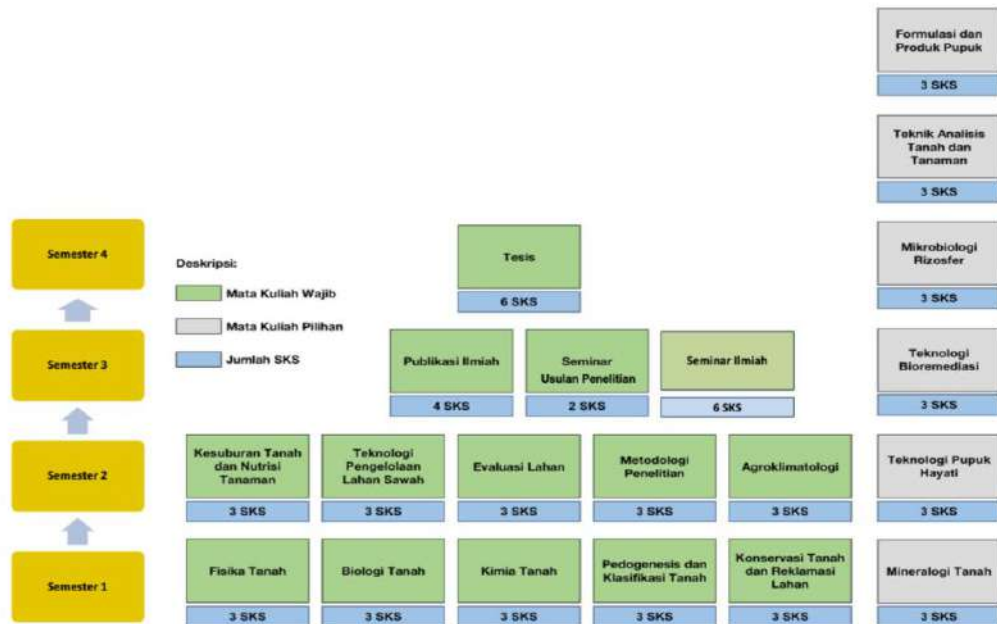 Formulasi dan
Produk Pupuk
3 SKS
Teknik Analisis
Tanah dan
Tanaman
3 SKS
Semester 4
Deskripsi:
Mata Kuliah Wajib
Mata Kuliah Pilihan
Jumlah SKS
Tesis
6 SKS
Mikrobiologi
Rizosfer
3 SKS
Semester 3
Publikasi Ilmiah
4 SKS
Seminar
Usulan Penelitian
2 SKS
Seminar Ilmiah
6 SKS
Teknologi
Bioremediasi
3 SKS
Semester 2
Kesuburan Tanah
dan Nutrisi
Tanaman
3 SKS
Teknologi
Pengelolaan
Lahan Sawah
3 SKS
Evaluasi Lahan
3 SKS
Metodologi
Penelitian
3 SKS
Agroklimatologi
3 SKS
Teknologi Pupuk
Hayati
3 SKS
Semester 1
Fisika Tanah
3 SKS
Biologi Tanah
3 SKS
Kimia Tanah
3 SKS
Pedogenesis dan
Klasifikasi Tanah
3 SKS
Konservasi Tanah
dan Reklamasi
Lahan
3 SKS
Mineralogi Tanah
3 SKS